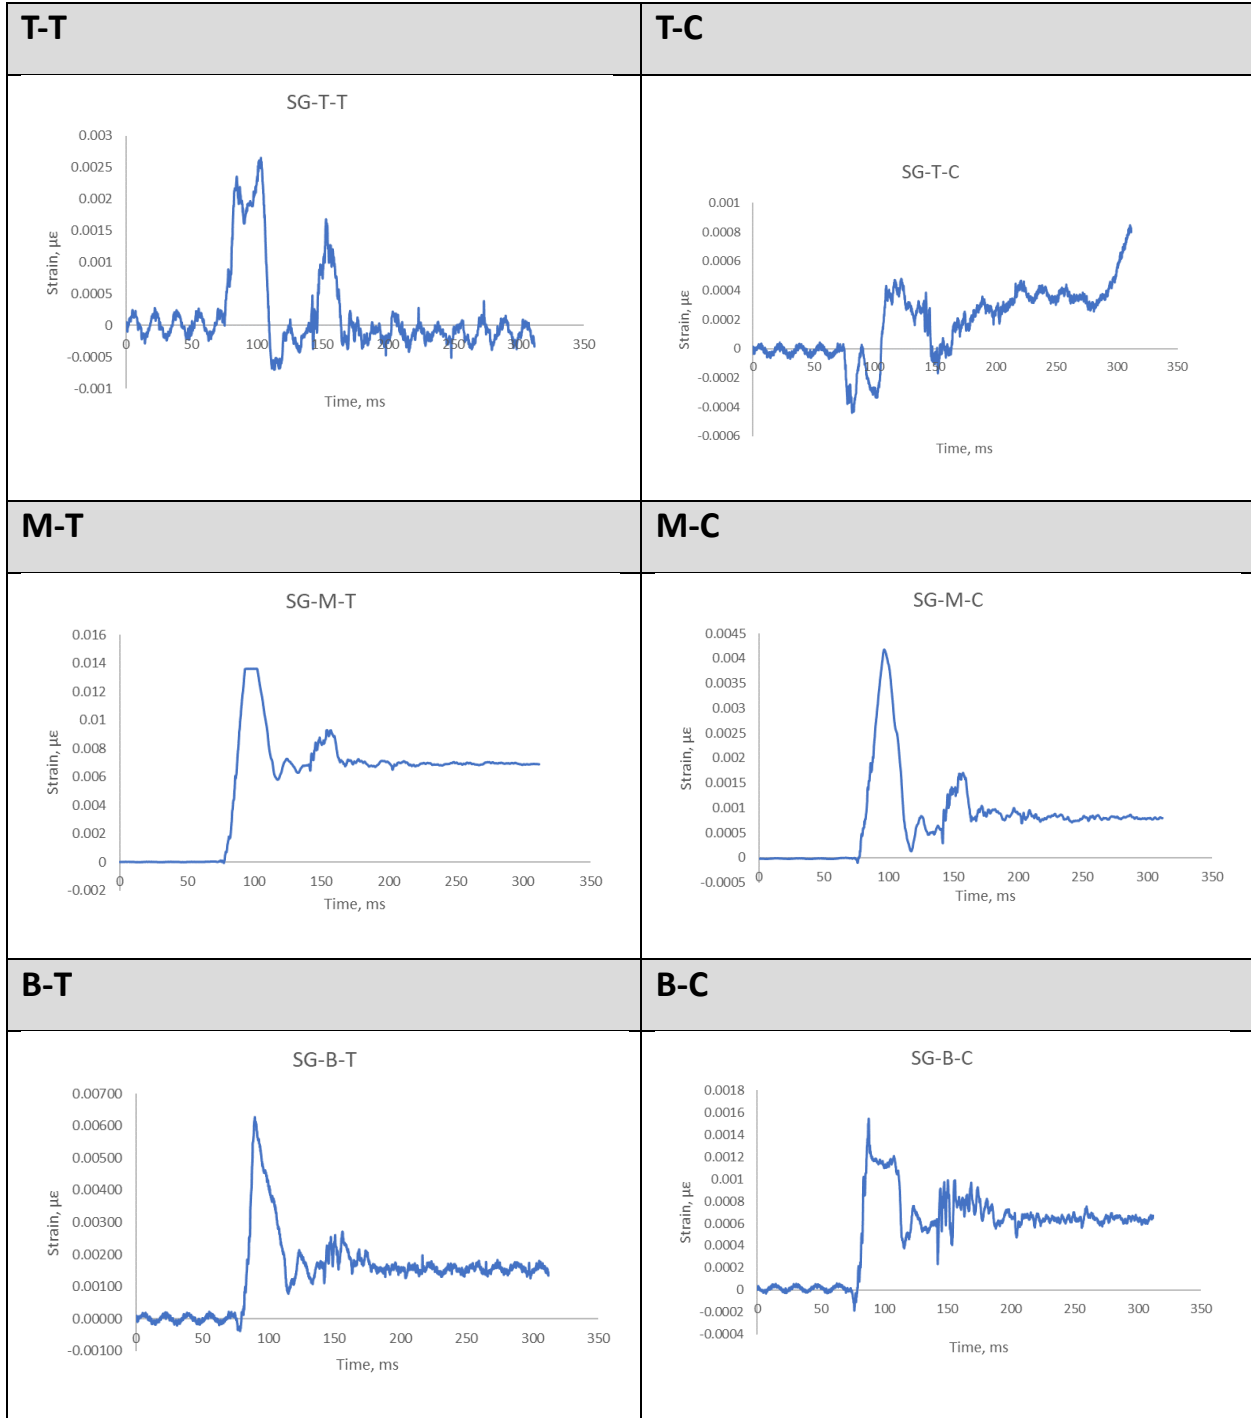 T-T
T-C
SG-T-T
0.003
0.0025
0.002
0.0015
0.001
0.0005
0
-0.0005
-0.001
0 50 100 150 200 250 300 350
Strain, με
Time, ms
SG-T-C
0.001
0.0008
0.0006
0.0004
0.0002
0
-0.0002
-0.0004
-0.0006
0 50 100 150 200 250 300 350
Strain, με
Time, ms
M-T
M-C
SG-M-T
0.016
0.014
0.012
0.01
0.008
0.006
0.004
0.002
0
-0.002
0 50 100 150 200 250 300 350
Strain, με
Time, ms
SG-M-C
0.0045
0.004
0.0035
0.003
0.0025
0.002
0.0015
0.001
0.0005
0
-0.0005
0 50 100 150 200 250 300 350
Strain, με
Time, ms
B-T
B-C
SG-B-T
0.00700
0.00600
0.00500
0.00400
0.00300
0.00200
0.00100
0.00000
-0.00100
0 50 100 150 200 250 300 350
Strain, με
Time, ms
SG-B-C
0.0018
0.0016
0.0014
0.0012
0.001
0.0008
0.0006
0.0004
0.0002
0
-0.0002
-0.0004
0 50 100 150 200 250 300 350
Strain, με
Time, ms